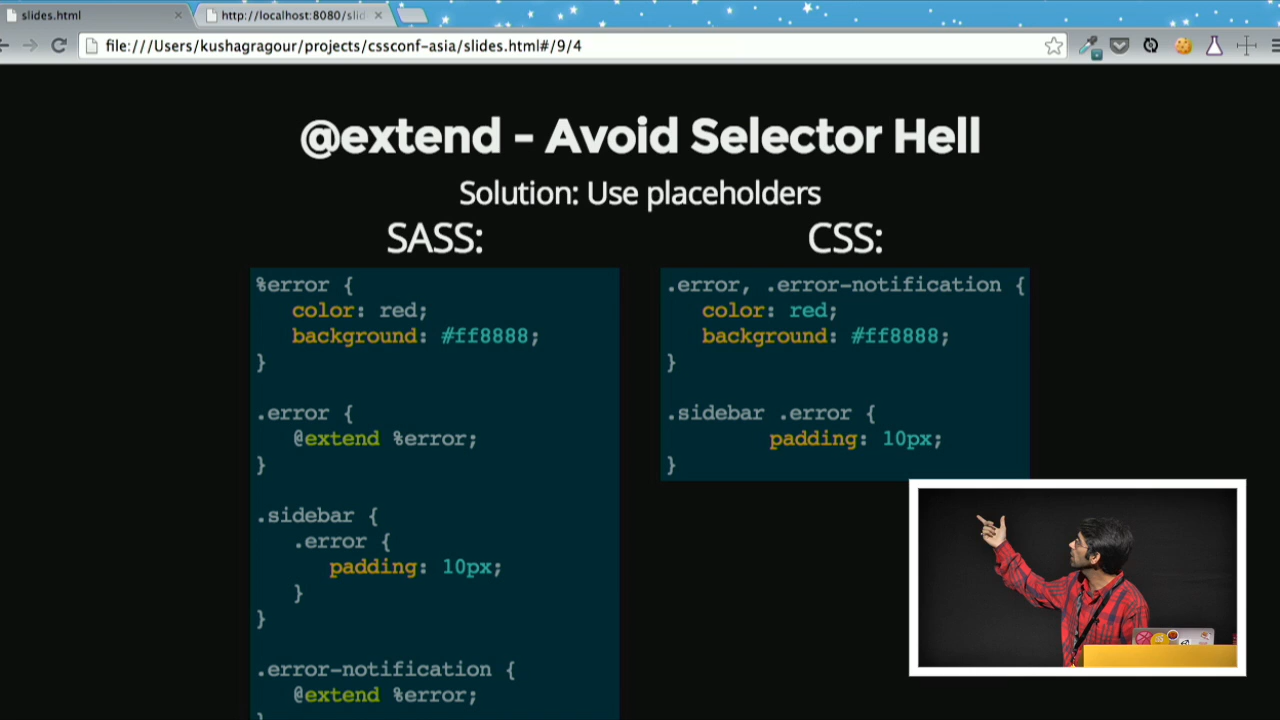 slides.html
http://localhost:8080/slid
file:///Users/kushagragour/projects/cssconf-asia/slides.html#/9/4
@extend - Avoid Selector Hell
Solution: Use placeholders
SASS:
%error {
color: red;
background: #ff8888;
}
.error {
@extend %error;
}
.sidebar {
.error {
padding: 10px;
}
}
.error-notification {
@extend %error;
CSS:
.error, .error-notification {
color: red;
background: #ff8888;
}
.sidebar .error {
padding: 10px;
}